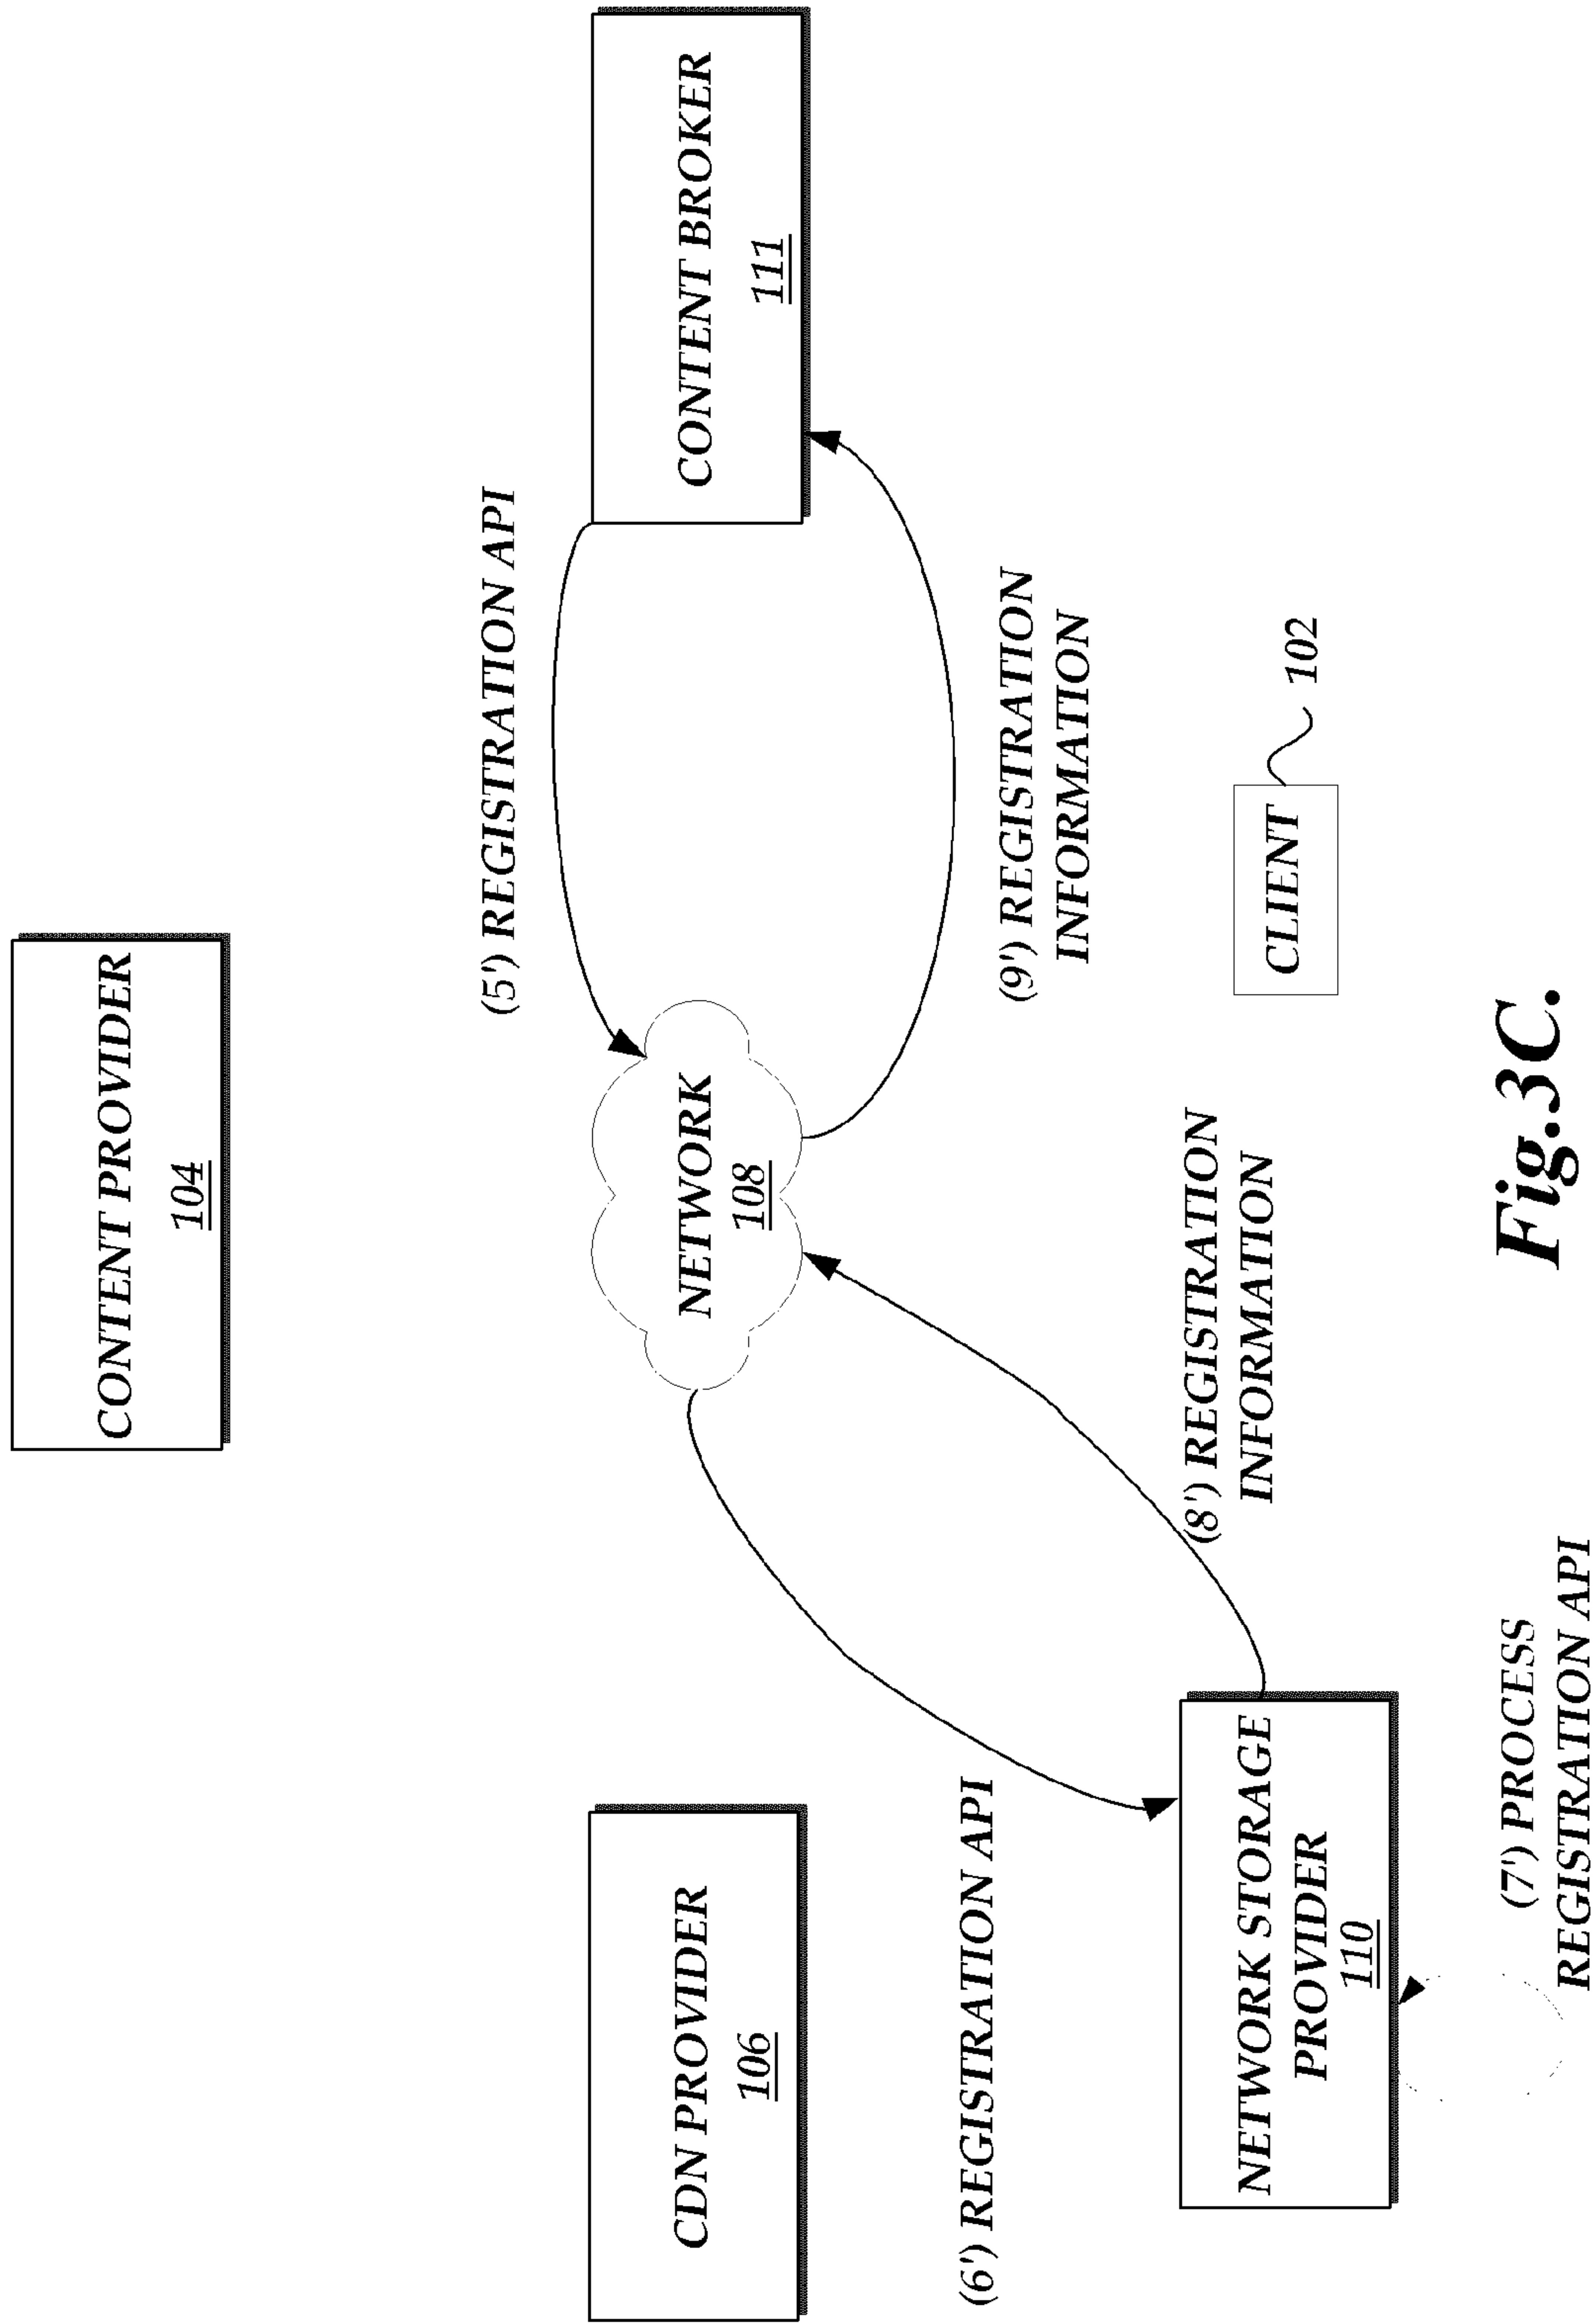 CONTENT PROVIDER
104
(5') REGISTRATION API
CDN PROVIDER
106
NETWORK
108
CONTENT BROKER
111
(6') REGISTRATION API
(9') REGISTRATION
INFORMATION
(8') REGISTRATION
INFORMATION
NETWORK STORAGE
PROVIDER
110
CLIENT
102
(7') PROCESS
REGISTRATION API
Fig.3C.